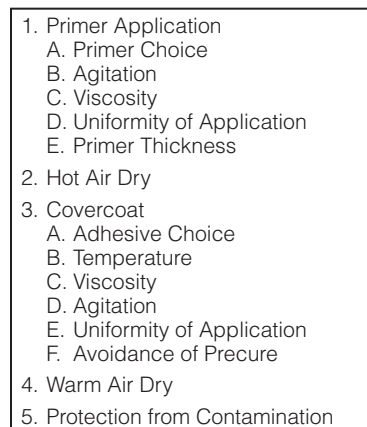 1. Primer Application
A. Primer Choice
B. Agitation
C. Viscosity
D. Uniformity of Application
E. Primer Thickness
2. Hot Air Dry
3. Covercoat
A. Adhesive Choice
B. Temperature
C. Viscosity
D. Agitation
E. Uniformity of Application
F. Avoidance of Precure
4. Warm Air Dry
5. Protection from Contamination